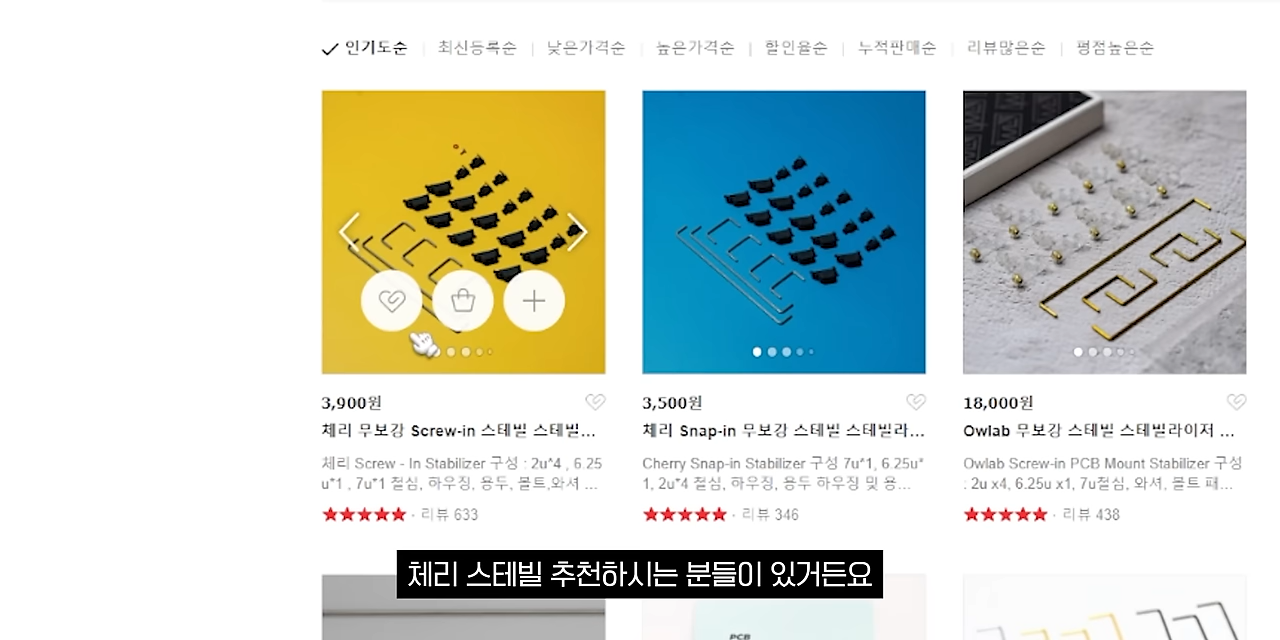 인기도순 | 최신등록순 | 낮은가격순 | 높은가격순 | 할인율순 | 누적판매순 | 리뷰많은순 | 평점높은순
3,900원
체리 무보강 Screw-in 스테빌 스테빌...
체리 Screw - In Stabilizer 구성 : 2u*4 , 6.25
u*1 , 7u*1 철심, 하우징, 용두, 볼트,와셔 ...
★★★★★ · 리뷰 633
3,500원
체리 Snap-in 무보강 스테빌 스테빌라...
Cherry Snap-in Stabilizer 구성 7u*1, 6.25u*
1, 2u*4 철심, 하우징, 용두 하우징 및 용...
★★★★★ · 리뷰 346
18,000원
Owlab 무보강 스테빌 스테빌라이저 ...
Owlab Screw-in PCB Mount Stabilizer 구성
: 2u x4, 6.25u x1, 7u철심, 와셔, 볼트 패...
★★★★★ · 리뷰 438
체리 스테빌 추천하시는 분들이 있거든요
PCB